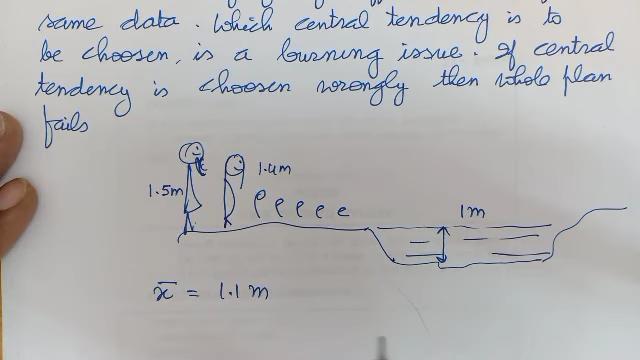 same data. Which central tendency is to
be choosen, is a burning issue. If central
tendency is choosen wrongly then whole plan
fails
1.5m
1.4m
1m
x̄ = 1.1 m